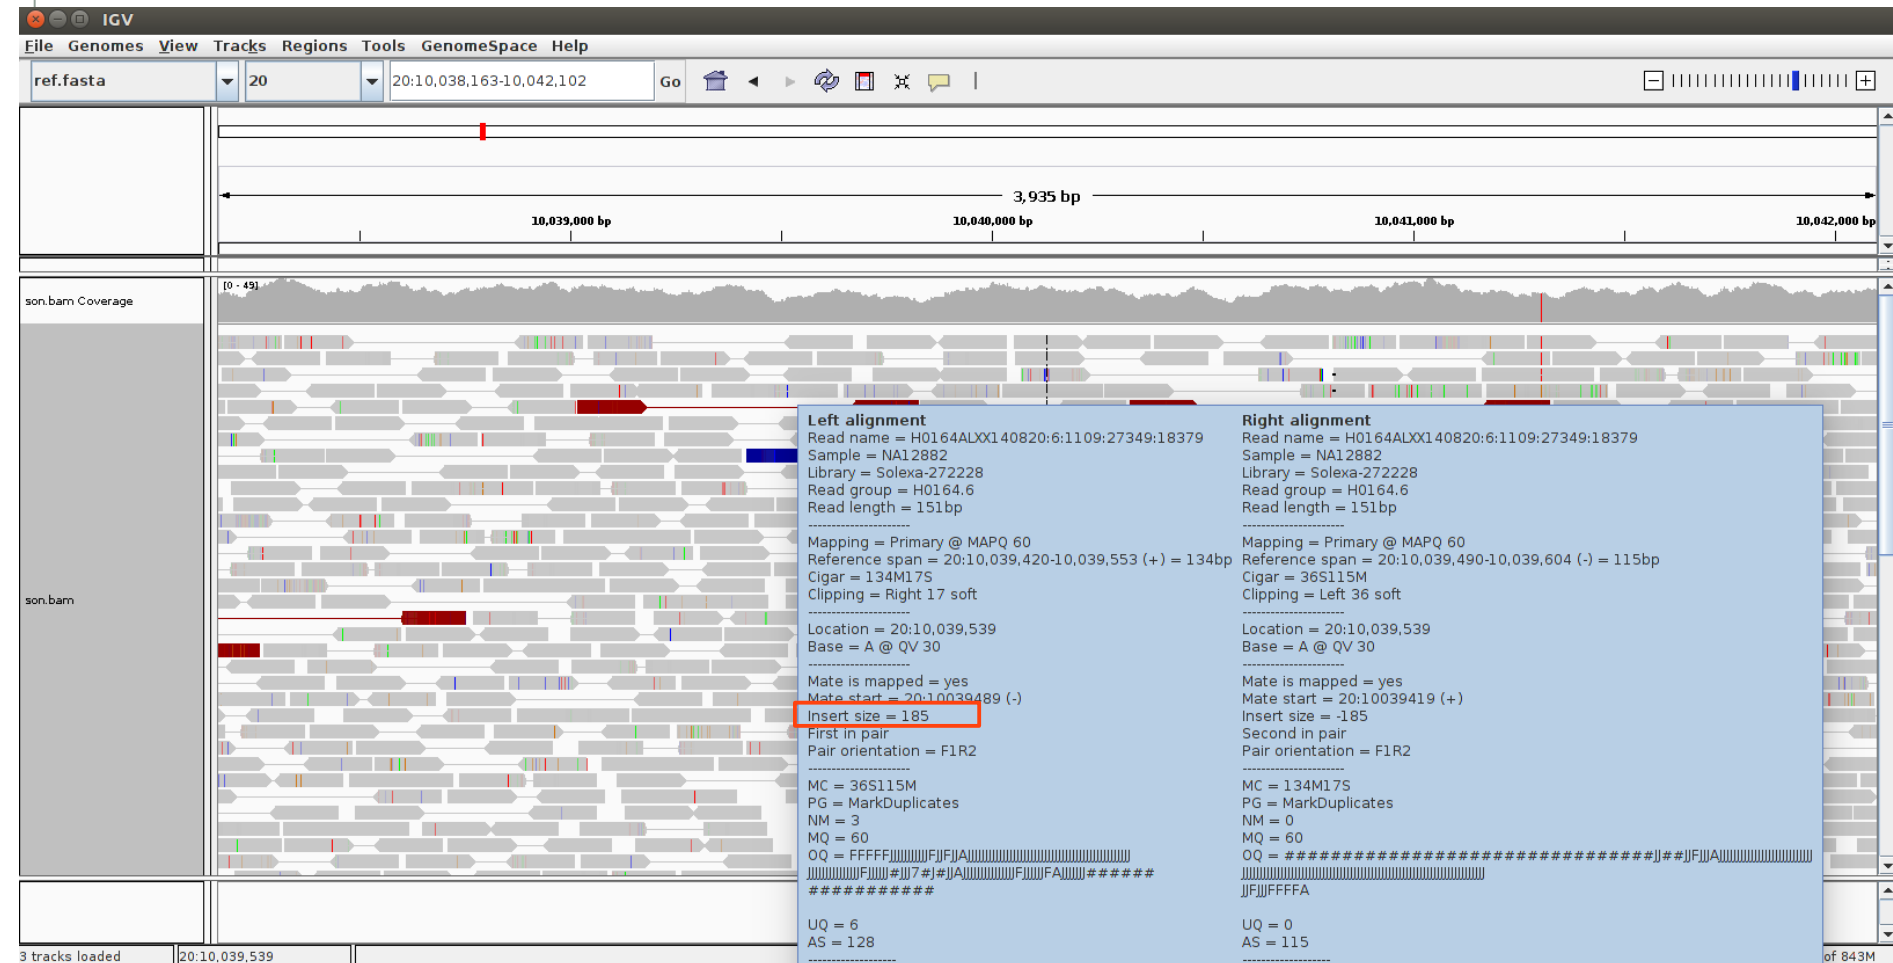 IGV
File Genomes View Tracks Regions Tools GenomeSpace Help
ref.fasta 20 20:10,038,163-10,042,102 Go
3,935 bp
10,039,000 bp 10,040,000 bp 10,041,000 bp 10,042,000 bp
[0 - 49]
son.bam Coverage
son.bam
Left alignment
Read name = H0164ALXX140820:6:1109:27349:18379
Sample = NA12882
Library = Solexa-272228
Read group = H0164.6
Read length = 151bp
----------------------
Mapping = Primary @ MAPQ 60
Reference span = 20:10,039,420-10,039,553 (+) = 134bp
Cigar = 134M17S
Clipping = Right 17 soft
----------------------
Location = 20:10,039,539
Base = A @ QV 30
----------------------
Mate is mapped = yes
Mate start = 20:10039489 (-)
Insert size = 185
First in pair
Pair orientation = F1R2
----------------------
MC = 36S115M
PG = MarkDuplicates
NM = 3
MQ = 60
OQ =
UQ = 6
AS = 128
-------------------
Right alignment
Read name = H0164ALXX140820:6:1109:27349:18379
Sample = NA12882
Library = Solexa-272228
Read group = H0164.6
Read length = 151bp
----------------------
Mapping = Primary @ MAPQ 60
Reference span = 20:10,039,490-10,039,604 (-) = 115bp
Cigar = 36S115M
Clipping = Left 36 soft
----------------------
Location = 20:10,039,539
Base = A @ QV 30
----------------------
Mate is mapped = yes
Mate start = 20:10039419 (+)
Insert size = -185
Second in pair
Pair orientation = F1R2
----------------------
MC = 134M17S
PG = MarkDuplicates
NM = 0
MQ = 60
OQ =
JJFJJJFFFFA
UQ = 0
AS = 115
-------------------
3 tracks loaded 20:10,039,539 of 843M